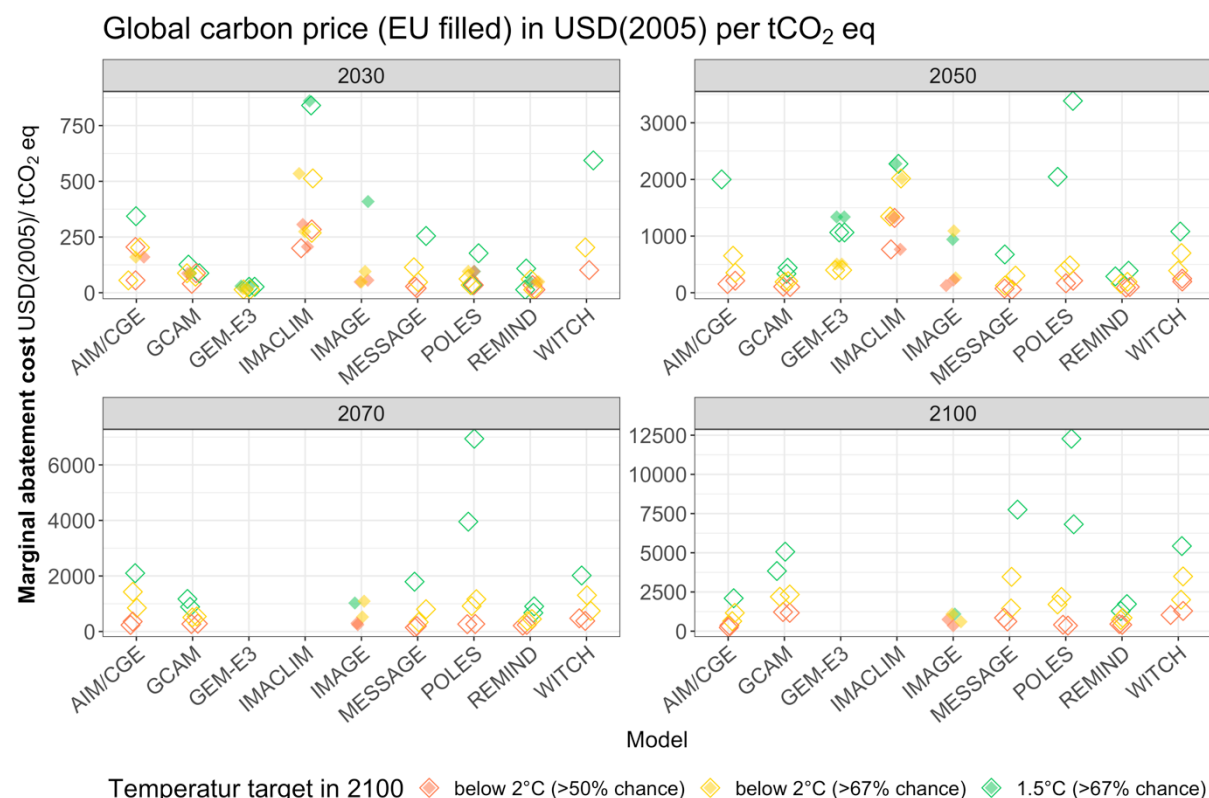 Global carbon price (EU filled) in USD(2005) per tCO₂ eq
Marginal abatement cost USD(2005)/ tCO₂ eq
2030
750
500
250
0
AIM/CGE
GCAM
GEM-E3
IMACLIM
IMAGE
MESSAGE
POLES
REMIND
WITCH
2050
3000
2000
1000
0
AIM/CGE
GCAM
GEM-E3
IMACLIM
IMAGE
MESSAGE
POLES
REMIND
WITCH
2070
6000
4000
2000
0
AIM/CGE
GCAM
GEM-E3
IMACLIM
IMAGE
MESSAGE
POLES
REMIND
WITCH
2100
12500
10000
7500
5000
2500
0
AIM/CGE
GCAM
GEM-E3
IMACLIM
IMAGE
MESSAGE
POLES
REMIND
WITCH
Model
Temperatur target in 2100 below 2°C (>50% chance) below 2°C (>67% chance) 1.5°C (>67% chance)